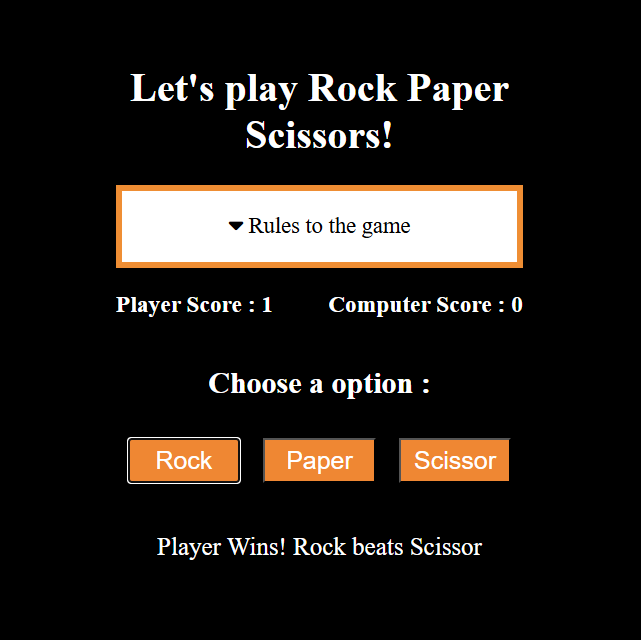 Let's play Rock Paper
Scissors!
Rules to the game
Player Score : 1 Computer Score : 0
Choose a option :
Rock Paper Scissor
Player Wins! Rock beats Scissor